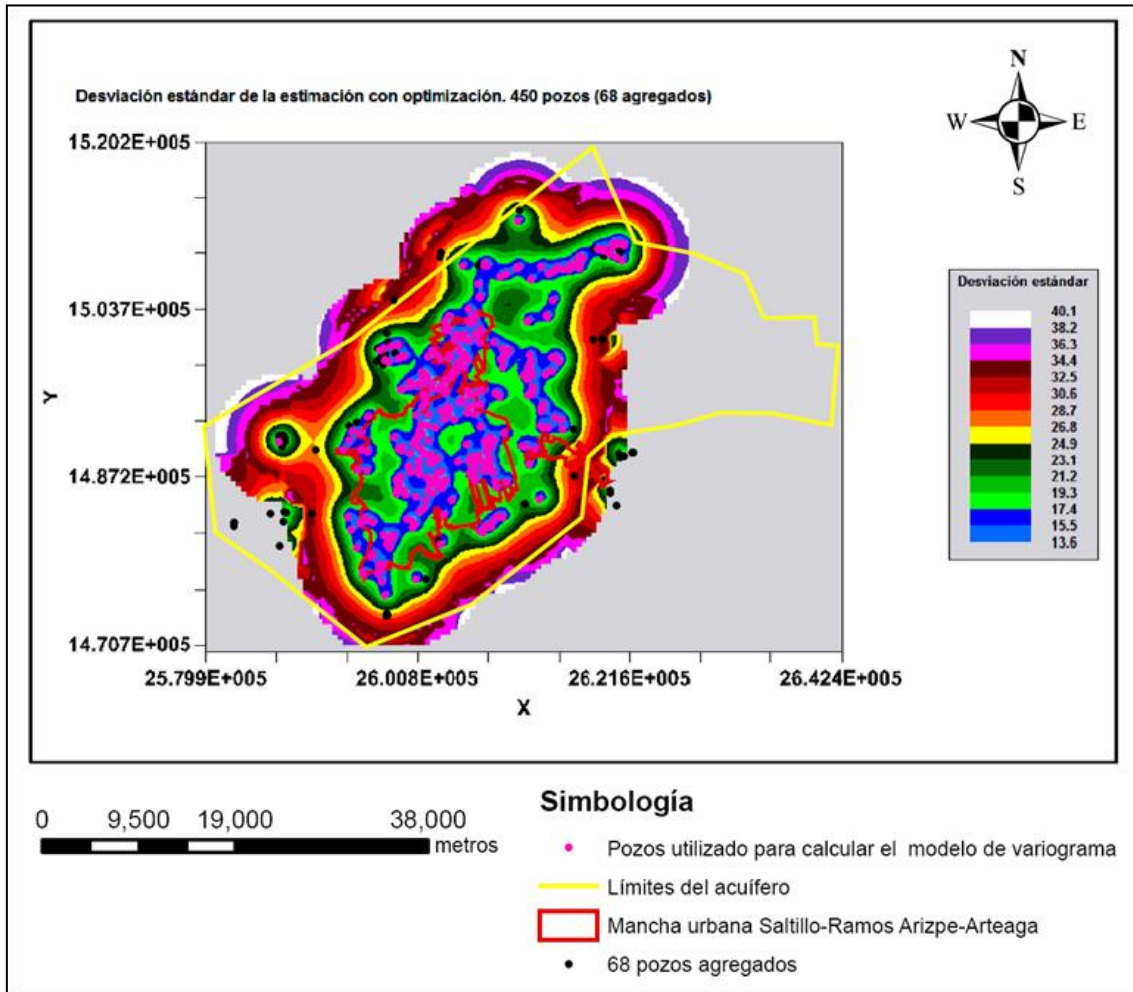 Desviación estándar de la estimación con optimización. 450 pozos (68 agregados)
N
W
E
S
15.202E+005
15.037E+005
14.872E+005
14.707E+005
Y
25.799E+005
26.008E+005
26.216E+005
26.424E+005
X
Desviación estándar
40.1
38.2
36.3
34.4
32.5
30.6
28.7
26.8
24.9
23.1
21.2
19.3
17.4
15.5
13.6
0
9,500
19,000
38,000
metros
Simbología
Pozos utilizado para calcular el modelo de variograma
Límites del acuífero
Mancha urbana Saltillo-Ramos Arizpe-Arteaga
68 pozos agregados